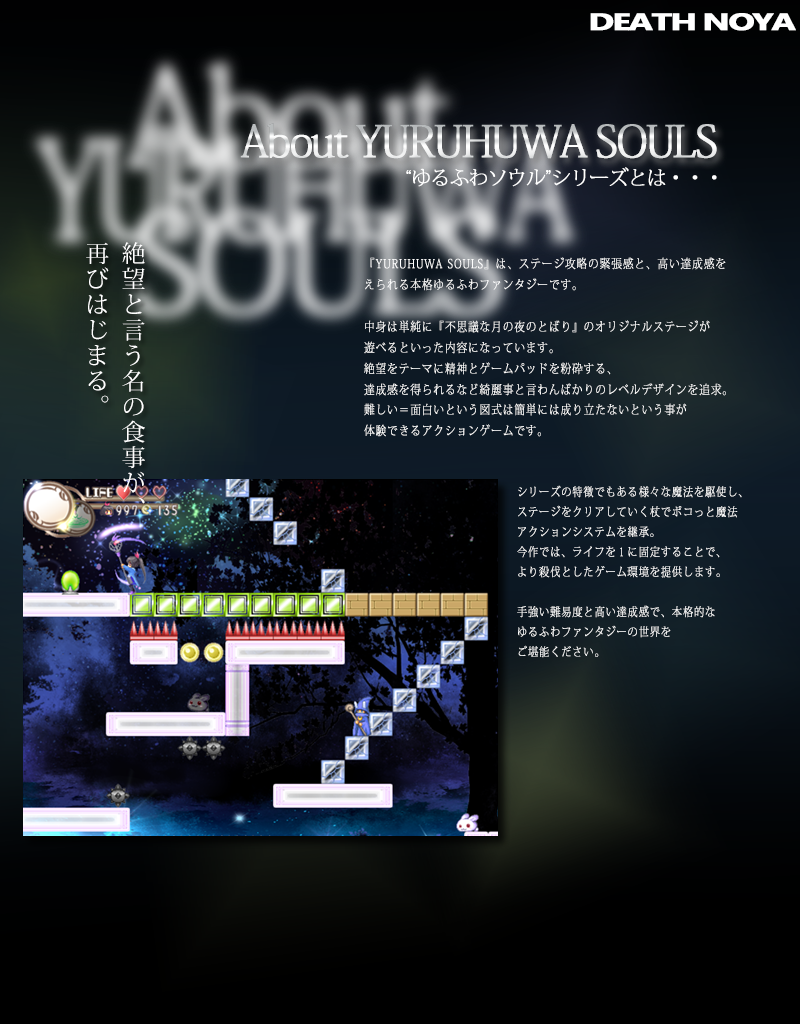 DEATH NOYA
About
YURUHUWA
SOULS
About YURUHUWA SOULS
“ゆるふわソウル”シリーズとは・・・
絶望と言う名の食事が、
再びはじまる。
『YURUHUWA SOULS』は、ステージ攻略の緊張感と、高い達成感を
えられる本格ゆるふわファンタジーです。
中身は単純に『不思議な月の夜のとばり』のオリジナルステージが
遊べるといった内容になっています。
絶望をテーマに精神とゲームパッドを粉砕する、
達成感を得られるなど綺麗事と言わんばかりのレベルデザインを追求。
難しい＝面白いという図式は簡単には成り立たないという事が
体験できるアクションゲームです。
LIFE
997 135
シリーズの特徴でもある様々な魔法を駆使し、
ステージをクリアしていく杖でポコっと魔法
アクションシステムを継承。
今作では、ライフを１に固定することで、
より殺伐としたゲーム環境を提供します。
手強い難易度と高い達成感で、本格的な
ゆるふわファンタジーの世界を
ご堪能ください。